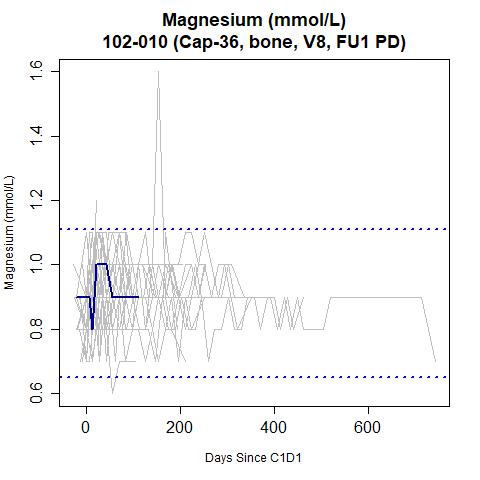 Magnesium (mmol/L)
102-010 (Cap-36, bone, V8, FU1 PD)
Magnesium (mmol/L)
1.6
1.4
1.2
1.0
0.8
0.6
0 200 400 600
Days Since C1D1